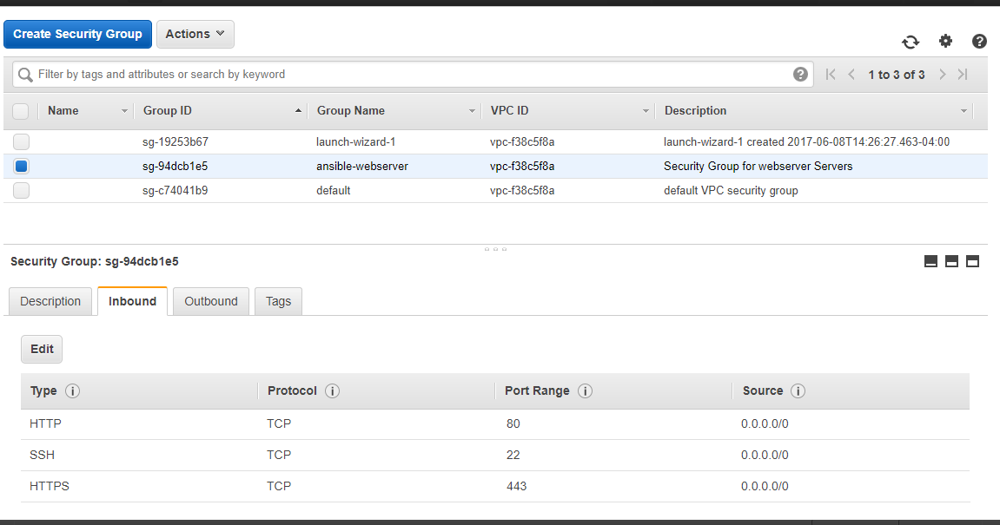 Create Security Group Actions
Filter by tags and attributes or search by keyword 1 to 3 of 3
Name Group ID Group Name VPC ID Description
sg-19253b67 launch-wizard-1 vpc-f38c5f8a launch-wizard-1 created 2017-06-08T14:26:27.463-04:00
sg-94dcb1e5 ansible-webserver vpc-f38c5f8a Security Group for webserver Servers
sg-c74041b9 default vpc-f38c5f8a default VPC security group
Security Group: sg-94dcb1e5
Description Inbound Outbound Tags
Edit
Type Protocol Port Range Source
HTTP TCP 80 0.0.0.0/0
SSH TCP 22 0.0.0.0/0
HTTPS TCP 443 0.0.0.0/0